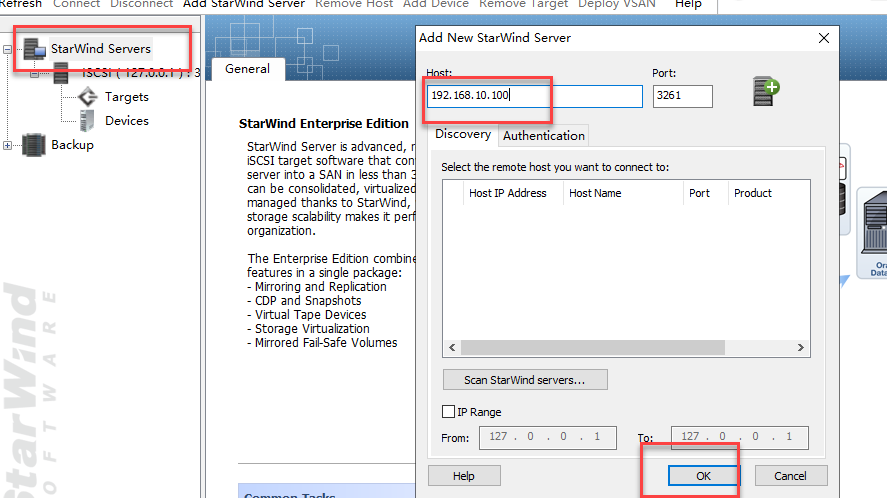 Refresh Connect Disconnect Add StarWind Server Remove Host Add Device Remove Target Deploy VSAN Help
StarWind Servers
iSCSI ( 127.0.0.1 ) : 3
Targets
Devices
Backup
StarWind
SOFTWARE
General
StarWind Enterprise Edition
StarWind Server is advanced,
iSCSI target software that con
server into a SAN in less than 3
can be consolidated, virtualized
managed thanks to StarWind,
storage scalability makes it perf
organization.
The Enterprise Edition combine
features in a single package:
- Mirroring and Replication
- CDP and Snapshots
- Virtual Tape Devices
- Storage Virtualization
- Mirrored Fail-Safe Volumes
Common Tasks
Add New StarWind Server
Host: Port:
192.168.10.100 3261
Discovery Authentication
Select the remote host you want to connect to:
Host IP Address Host Name Port Product
Scan StarWind servers...
IP Range
From: 127 . 0 . 0 . 1 To: 127 . 0 . 0 . 1
Help OK Cancel
Ora
Datab